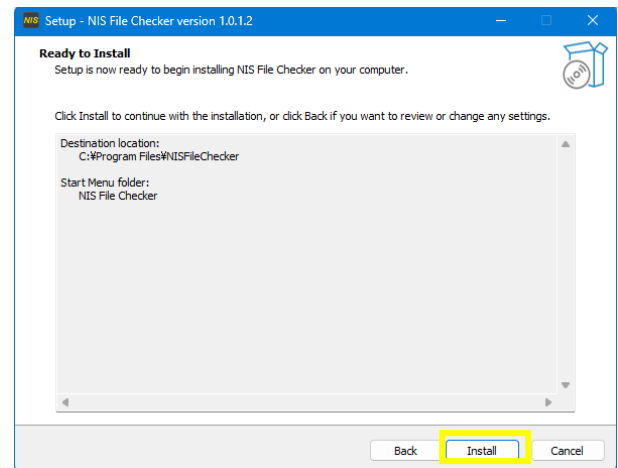 NIS Setup - NIS File Checker version 1.0.1.2
Ready to Install
Setup is now ready to begin installing NIS File Checker on your computer.
Click Install to continue with the installation, or click Back if you want to review or change any settings.
Destination location:
C:¥Program Files¥NISFileChecker
Start Menu folder:
NIS File Checker
Back Install Cancel